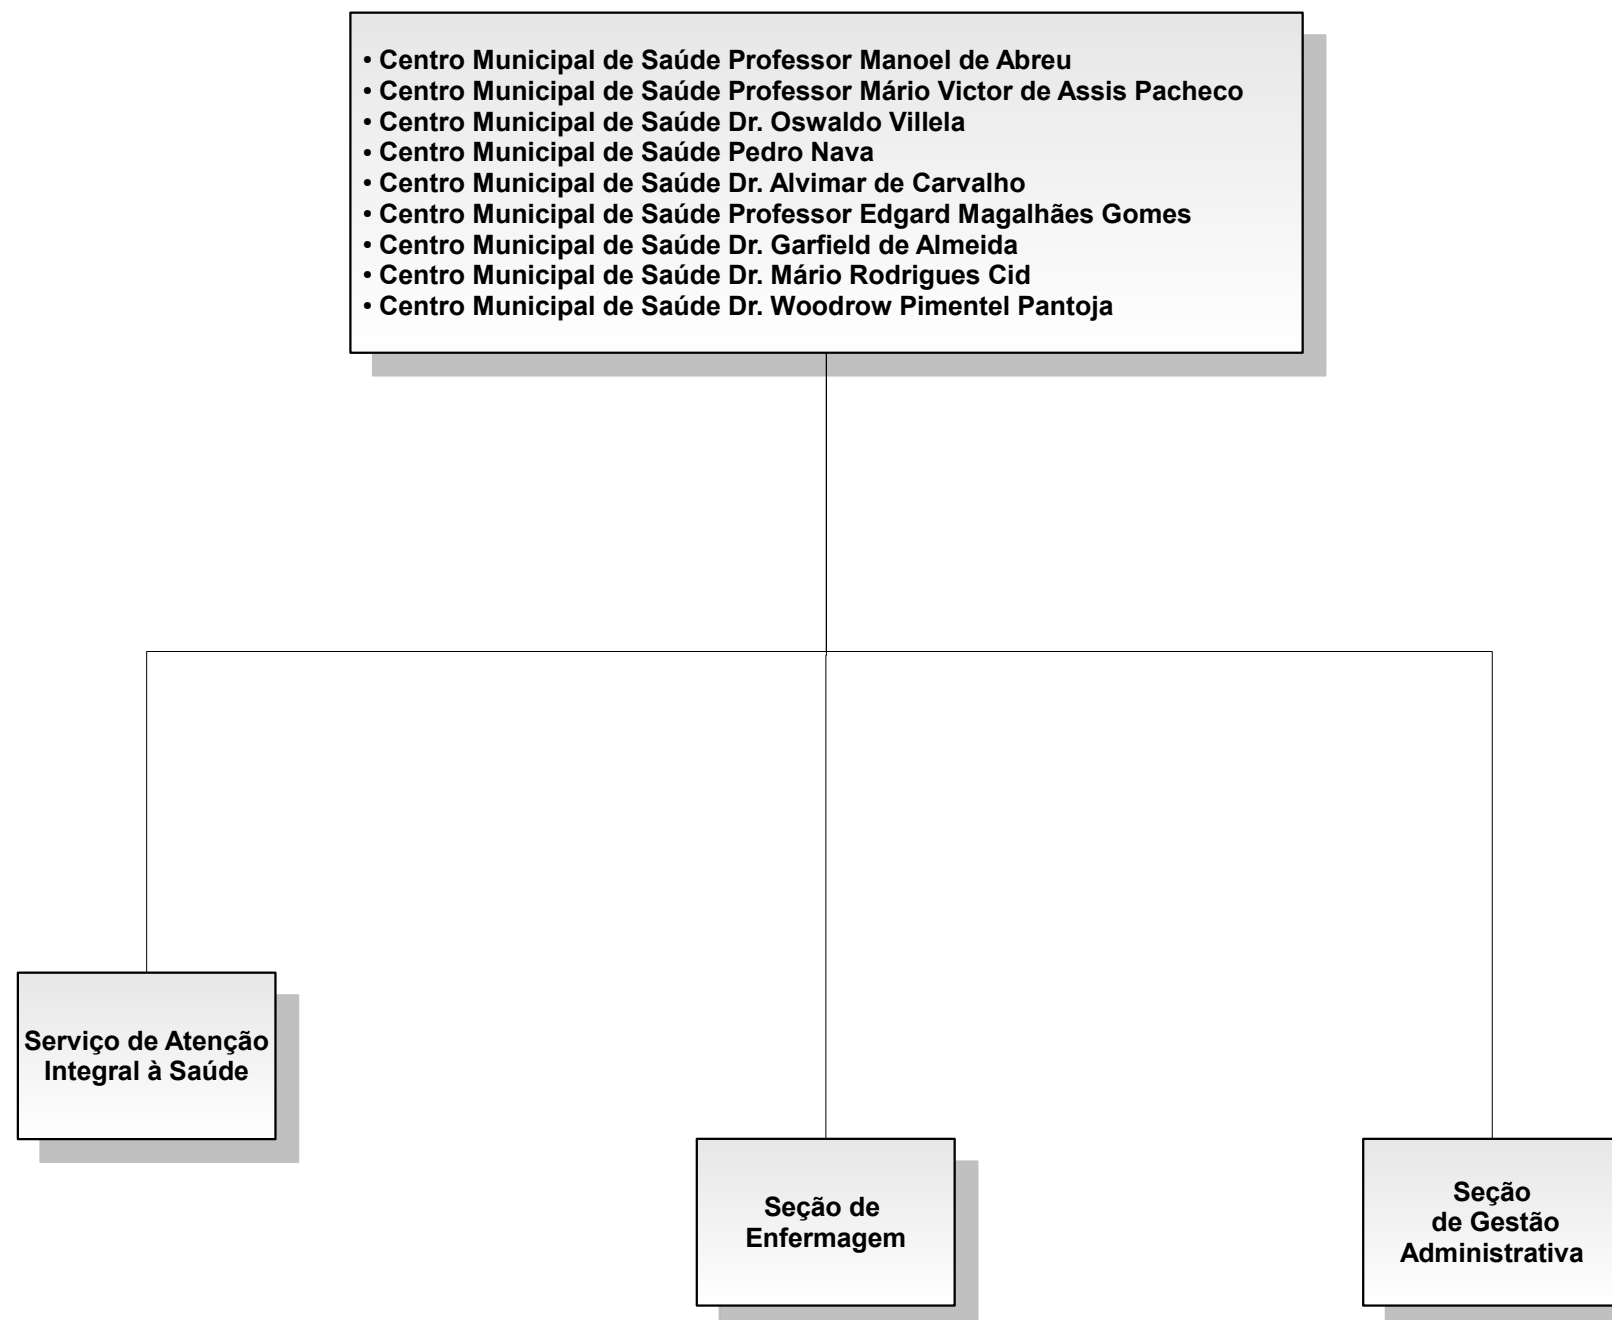 • Centro Municipal de Saúde Professor Manoel de Abreu
• Centro Municipal de Saúde Professor Mário Victor de Assis Pacheco
• Centro Municipal de Saúde Dr. Oswaldo Villela
• Centro Municipal de Saúde Pedro Nava
• Centro Municipal de Saúde Dr. Alvimar de Carvalho
• Centro Municipal de Saúde Professor Edgard Magalhães Gomes
• Centro Municipal de Saúde Dr. Garfield de Almeida
• Centro Municipal de Saúde Dr. Mário Rodrigues Cid
• Centro Municipal de Saúde Dr. Woodrow Pimentel Pantoja
Serviço de Atenção
Integral à Saúde
Seção de
Enfermagem
Seção
de Gestão
Administrativa